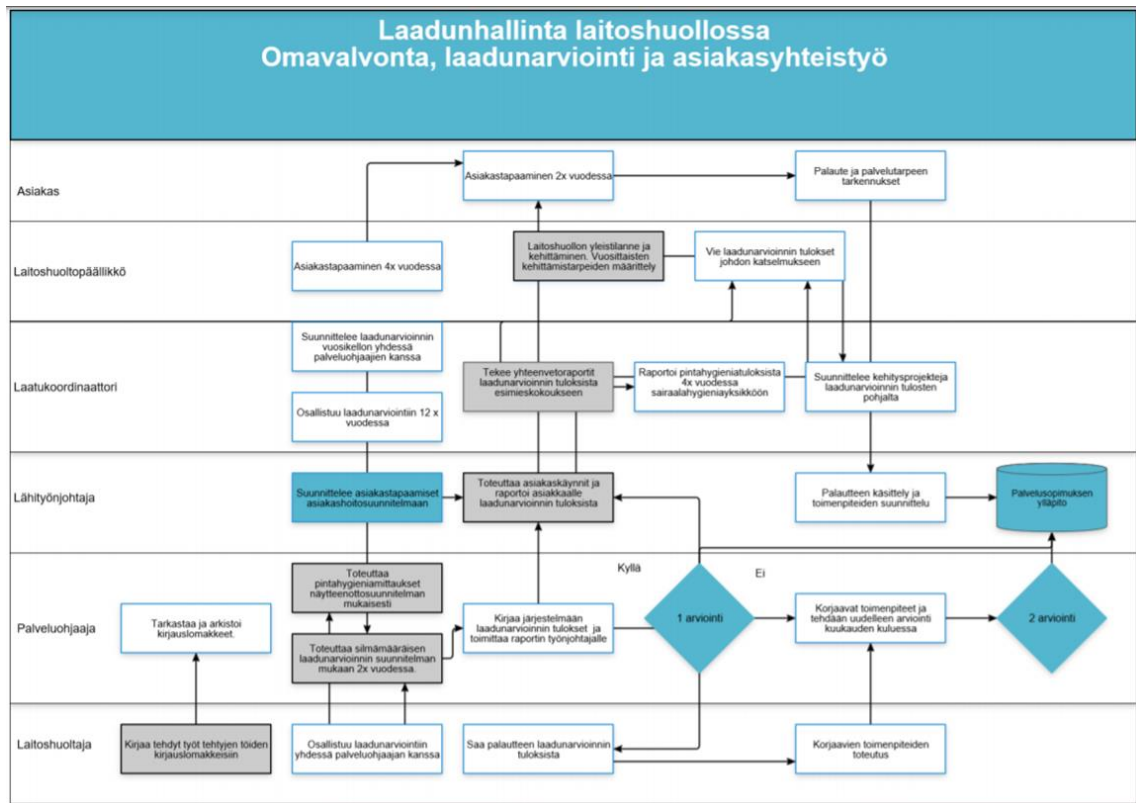 Laadunhallinta laitoshuollossa
Omavalvonta, laadunarviointi ja asiakasyhteistyö
Asiakas
Asiakastapaaminen 2x vuodessa
Palaute ja palvelutarpeen
tarkennukset
Laitoshuoltopäällikkö
Asiakastapaaminen 4x vuodessa
Laitoshuollon yleistilanne ja
kehittäminen. Vuosittaisten
kehittämistarpeiden määrittely
Vie laadunarvioinnin tulokset
johdon katselmukseen
Laatukoordinaattori
Suunnittelee laadunarvioinnin
vuosikellon yhdessä
palveluohjaajien kanssa
Osallistuu laadunarviointiin 12 x
vuodessa
Tekee yhteenvetoraportit
laadunarvioinnin tuloksista
esimieskokoukseen
Raportoi pintahygieniatuloksista
4x vuodessa
sairaalahygieniayksikköön
Suunnittelee kehitysprojekteja
laadunarvioinnin tulosten
pohjalta
Lähityönjohtaja
Suunnittelee asiakastapaamiset
asiakashoitosuunnitelmaan
Toteuttaa asiakaskäynnit ja
raportoi asiakkaalle
laadunarvioinnin tuloksista
Palautteen käsittely ja
toimenpiteiden suunnittelu
Palvelusopimuksen
ylläpito
Palveluohjaaja
Tarkastaa ja arkistoi
kirjauslomakkeet.
Toteuttaa
pintahygieniamittaukset
näytteenottosuunnitelman
mukaisesti
Toteuttaa silmämääräisen
laadunarvioinnin suunnitelman
mukaan 2x vuodessa.
Kirjaa järjestelmään
laadunarvioinnin tulokset ja
toimittaa raportin työnjohtajalle
Kyllä
1 arviointi
Ei
Korjaavat toimenpiteet ja
tehdään uudelleen arviointi
kuukauden kuluessa
2 arviointi
Laitoshuoltaja
Kirjaa tehdyt työt tehtyjen töiden
kirjauslomakkeisiin
Osallistuu laadunarviointiin
yhdessä palveluohjaajan kanssa
Saa palautteen laadunarvioinnin
tuloksista
Korjaavien toimenpiteiden
toteutus